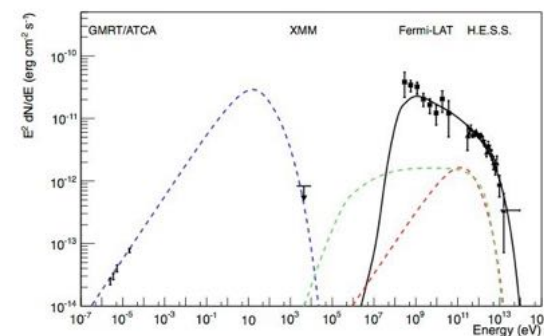 GMRT/ATCA XMM Fermi-LAT H.E.S.S.
E² dN/dE (erg cm⁻² s⁻¹)
10⁻¹⁰
10⁻¹¹
10⁻¹²
10⁻¹³
10⁻¹⁴
10⁻⁷ 10⁻⁵ 10⁻³ 10⁻¹ 10 10³ 10⁵ 10⁷ 10⁹ 10¹¹ 10¹³ 10
Energy (eV)